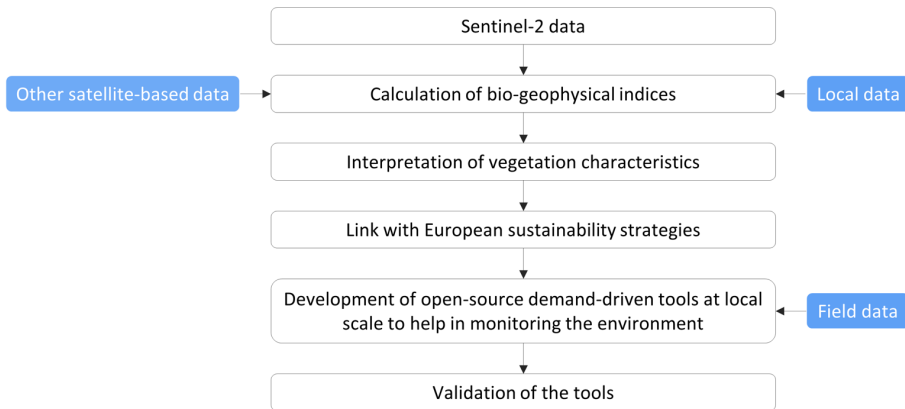 Sentinel-2 data
Other satellite-based data
Calculation of bio-geophysical indices
Local data
Interpretation of vegetation characteristics
Link with European sustainability strategies
Development of open-source demand-driven tools at local
scale to help in monitoring the environment
Field data
Validation of the tools